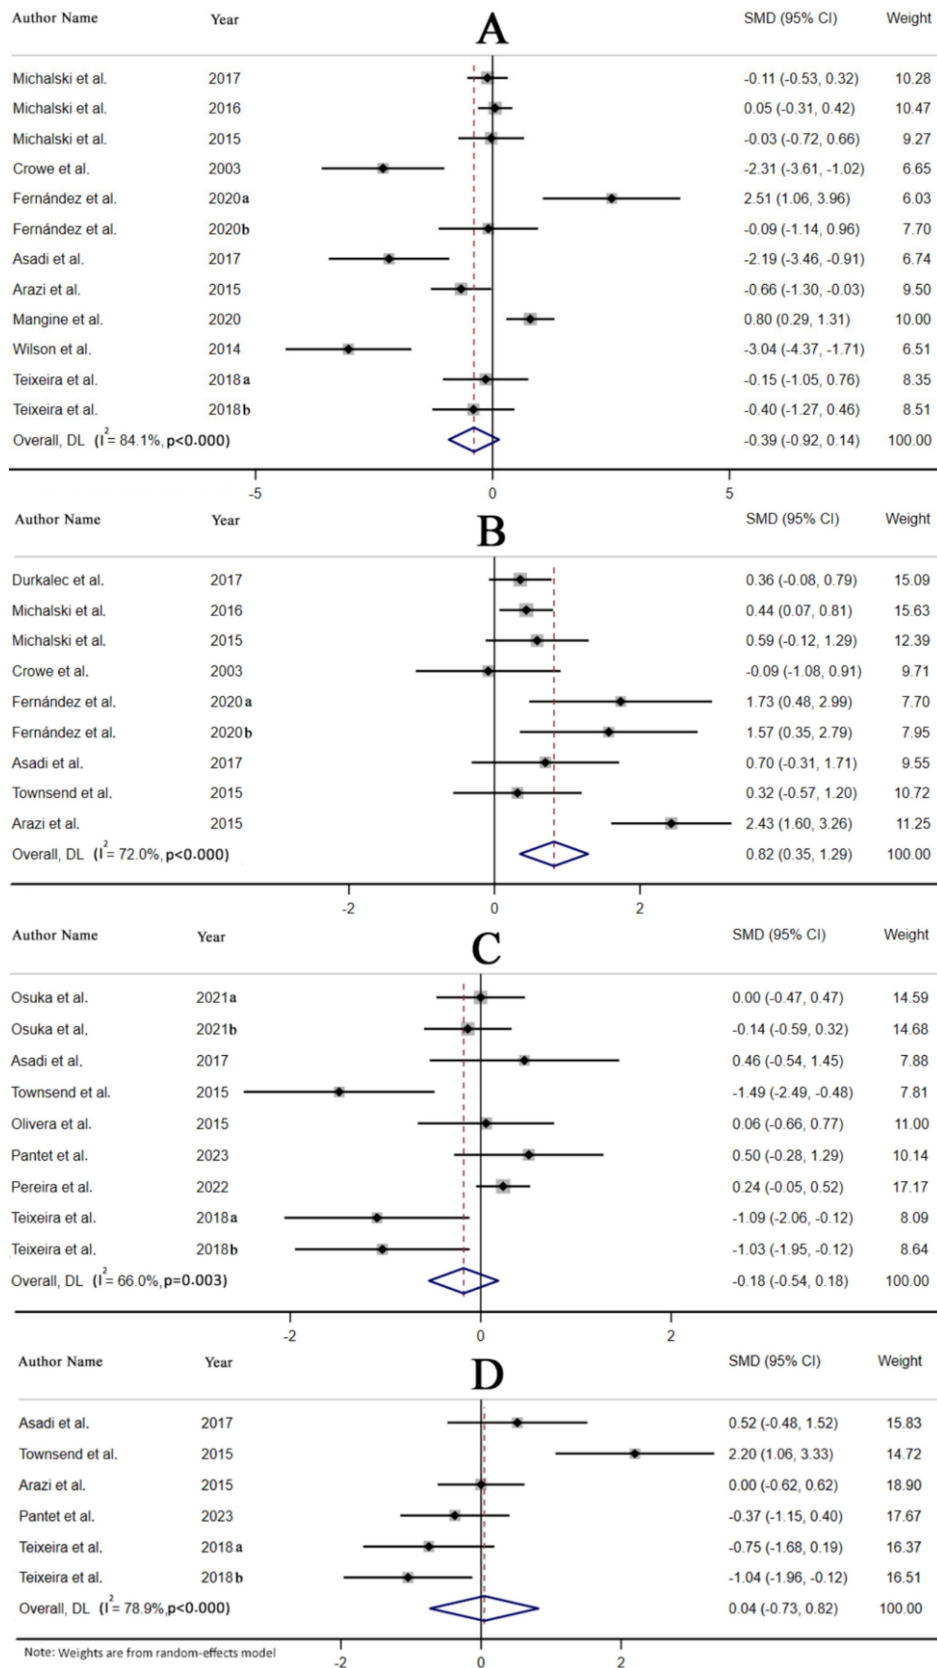 Author Name Year SMD (95% CI) Weight
A
Michalski et al. 2017 -0.11 (-0.53, 0.32) 10.28
Michalski et al. 2016 0.05 (-0.31, 0.42) 10.47
Michalski et al. 2015 -0.03 (-0.72, 0.66) 9.27
Crowe et al. 2003 -2.31 (-3.61, -1.02) 6.65
Fernández et al. 2020a 2.51 (1.06, 3.96) 6.03
Fernández et al. 2020b -0.09 (-1.14, 0.96) 7.70
Asadi et al. 2017 -2.19 (-3.46, -0.91) 6.74
Arazi et al. 2015 -0.66 (-1.30, -0.03) 9.50
Mangine et al. 2020 0.80 (0.29, 1.31) 10.00
Wilson et al. 2014 -3.04 (-4.37, -1.71) 6.51
Teixeira et al. 2018a -0.15 (-1.05, 0.76) 8.35
Teixeira et al. 2018b -0.40 (-1.27, 0.46) 8.51
Overall, DL (I²= 84.1%, p<0.000) -0.39 (-0.92, 0.14) 100.00
-5 0 5
Author Name Year SMD (95% CI) Weight
B
Durkalec et al. 2017 0.36 (-0.08, 0.79) 15.09
Michalski et al. 2016 0.44 (0.07, 0.81) 15.63
Michalski et al. 2015 0.59 (-0.12, 1.29) 12.39
Crowe et al. 2003 -0.09 (-1.08, 0.91) 9.71
Fernández et al. 2020a 1.73 (0.48, 2.99) 7.70
Fernández et al. 2020b 1.57 (0.35, 2.79) 7.95
Asadi et al. 2017 0.70 (-0.31, 1.71) 9.55
Townsend et al. 2015 0.32 (-0.57, 1.20) 10.72
Arazi et al. 2015 2.43 (1.60, 3.26) 11.25
Overall, DL (I²= 72.0%, p<0.000) 0.82 (0.35, 1.29) 100.00
-2 0 2
Author Name Year SMD (95% CI) Weight
C
Osuka et al. 2021a 0.00 (-0.47, 0.47) 14.59
Osuka et al. 2021b -0.14 (-0.59, 0.32) 14.68
Asadi et al. 2017 0.46 (-0.54, 1.45) 7.88
Townsend et al. 2015 -1.49 (-2.49, -0.48) 7.81
Olivera et al. 2015 0.06 (-0.66, 0.77) 11.00
Pantet et al. 2023 0.50 (-0.28, 1.29) 10.14
Pereira et al. 2022 0.24 (-0.05, 0.52) 17.17
Teixeira et al. 2018a -1.09 (-2.06, -0.12) 8.09
Teixeira et al. 2018b -1.03 (-1.95, -0.12) 8.64
Overall, DL (I²= 66.0%, p=0.003) -0.18 (-0.54, 0.18) 100.00
-2 0 2
Author Name Year SMD (95% CI) Weight
D
Asadi et al. 2017 0.52 (-0.48, 1.52) 15.83
Townsend et al. 2015 2.20 (1.06, 3.33) 14.72
Arazi et al. 2015 0.00 (-0.62, 0.62) 18.90
Pantet et al. 2023 -0.37 (-1.15, 0.40) 17.67
Teixeira et al. 2018a -0.75 (-1.68, 0.19) 16.37
Teixeira et al. 2018b -1.04 (-1.96, -0.12) 16.51
Overall, DL (I²= 78.9%, p<0.000) 0.04 (-0.73, 0.82) 100.00
-2 0 2
Note: Weights are from random-effects model